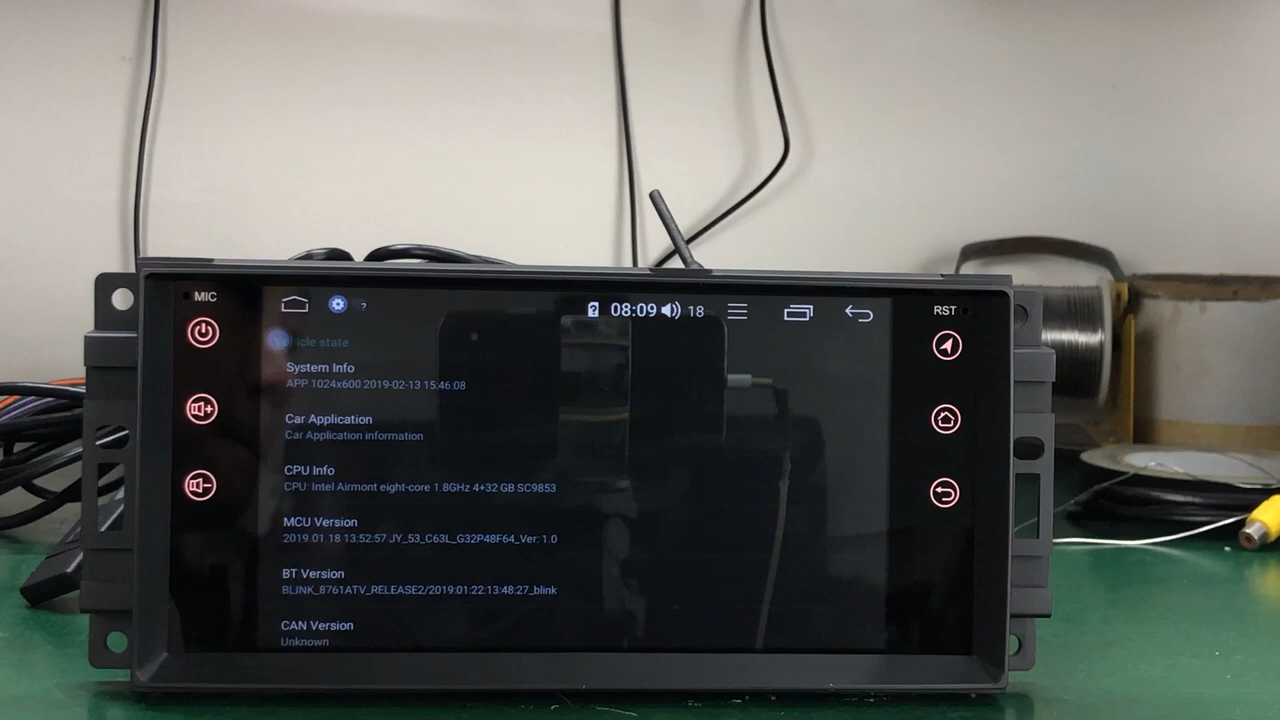 MIC
08:09
18
RST
Vehicle state
System Info
APP 1024x600 2019-02-13 15:46:08
Car Application
Car Application information
CPU Info
CPU: Intel Airmont eight-core 1.8GHz 4+32 GB SC9853
MCU Version
2019.01.18 13:52:57 JY_53_C63L_G32P48F64_Ver: 1.0
BT Version
BLINK_8761ATV_RELEASE2/2019:01:22:13:48:27_blink
CAN Version
Unknown